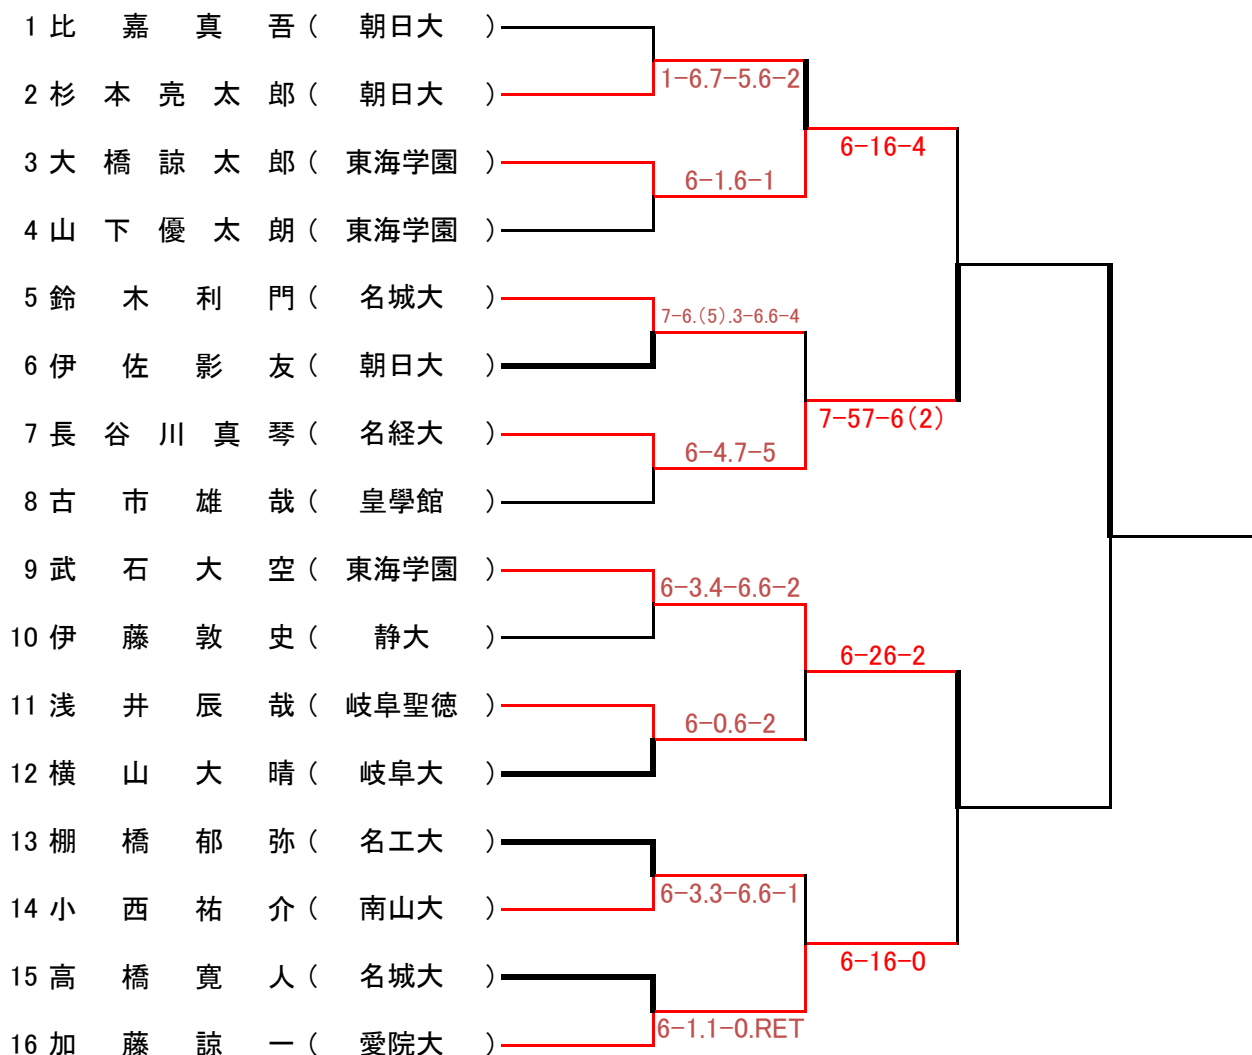 1 比嘉真吾 ( 朝日大 )
1-6.7-5.6-2
2 杉本亮太郎 ( 朝日大 )
6-16-4
3 大橋諒太郎 ( 東海学園 )
6-1.6-1
4 山下優太朗 ( 東海学園 )
5 鈴木利門 ( 名城大 )
7-6.(5).3-6.6-4
6 伊佐影友 ( 朝日大 )
7-57-6(2)
7 長谷川真琴 ( 名経大 )
6-4.7-5
8 古市雄哉 ( 皇學館 )
9 武石大空 ( 東海学園 )
6-3.4-6.6-2
10 伊藤敦史 ( 静大 )
6-26-2
11 浅井辰哉 ( 岐阜聖徳 )
6-0.6-2
12 横山大晴 ( 岐阜大 )
13 棚橋郁弥 ( 名工大 )
6-3.3-6.6-1
14 小西祐介 ( 南山大 )
6-16-0
15 高橋寛人 ( 名城大 )
6-1.1-0.RET
16 加藤諒一 ( 愛院大 )